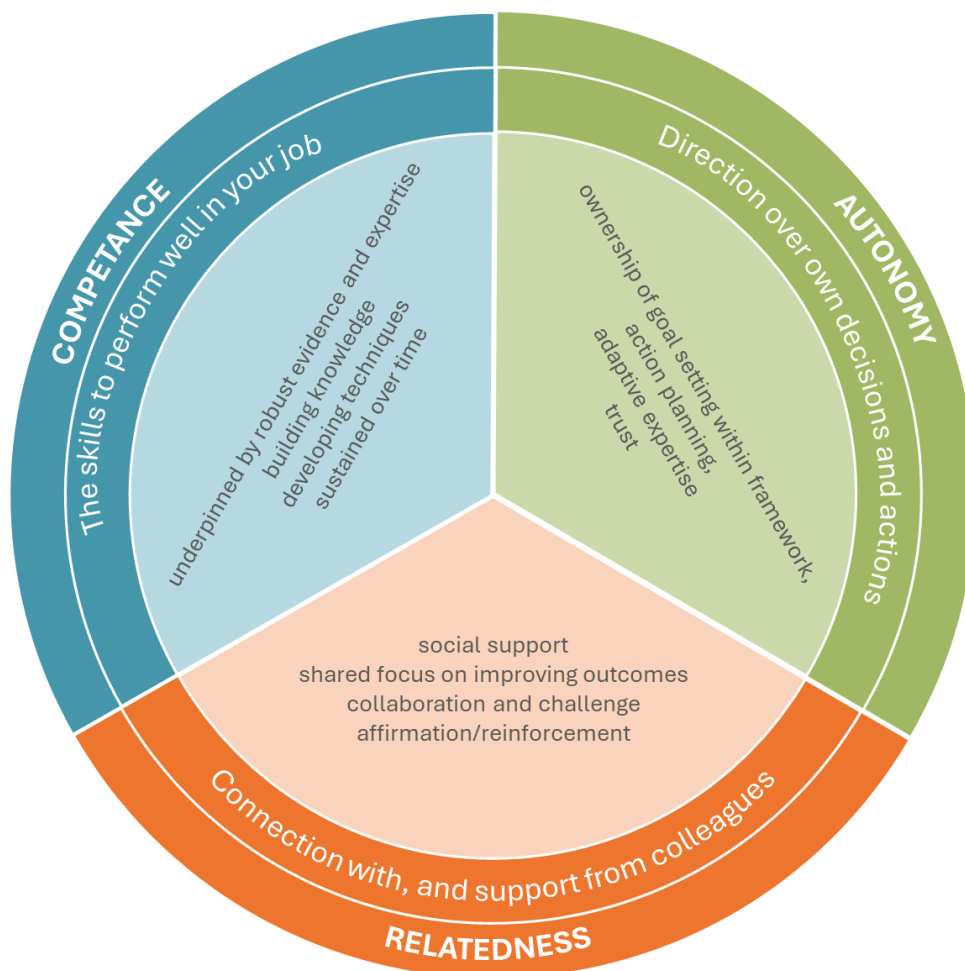 COMPETANCE
The skills to perform well in your job
underpinned by robust evidence and expertise
building knowledge
developing techniques
sustained over time
AUTONOMY
Direction over own decisions and actions
ownership of goal setting within framework,
action planning,
adaptive expertise
trust
social support
shared focus on improving outcomes
collaboration and challenge
affirmation/reinforcement
Connection with, and support from colleagues
RELATEDNESS